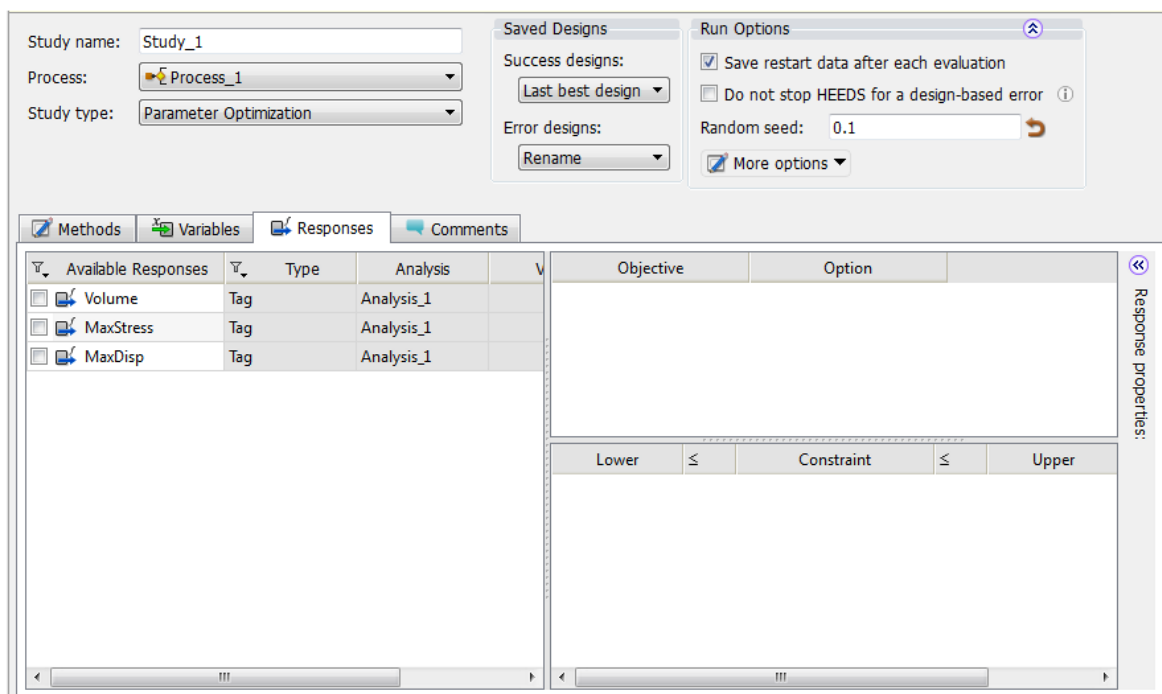 Study name: Study_1
Process: Process_1
Study type: Parameter Optimization
Saved Designs
Success designs:
Last best design
Error designs:
Rename
Run Options
Save restart data after each evaluation
Do not stop HEEDS for a design-based error
Random seed: 0.1
More options
Methods Variables Responses Comments
Available Responses Type Analysis V
Volume Tag Analysis_1
MaxStress Tag Analysis_1
MaxDisp Tag Analysis_1
Objective Option
Lower ≤ Constraint ≤ Upper
Response properties: